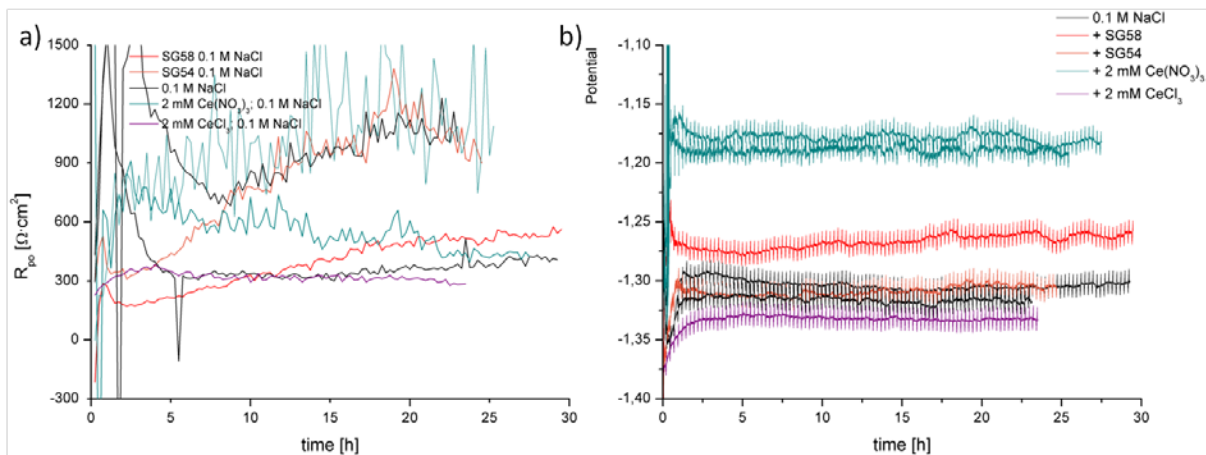 a)
1500
1200
900
600
300
0
-300
R_po [Ω·cm²]
SG58 0.1 M NaCl
SG54 0.1 M NaCl
0.1 M NaCl
2 mM Ce(NO₃)₃; 0.1 M NaCl
2 mM CeCl₃; 0.1 M NaCl
0 5 10 15 20 25 30
time [h]
b)
Potential
-1,10
-1,15
-1,20
-1,25
-1,30
-1,35
-1,40
0.1 M NaCl
+ SG58
+ SG54
+ 2 mM Ce(NO₃)₃
+ 2 mM CeCl₃
0 5 10 15 20 25 30
time [h]